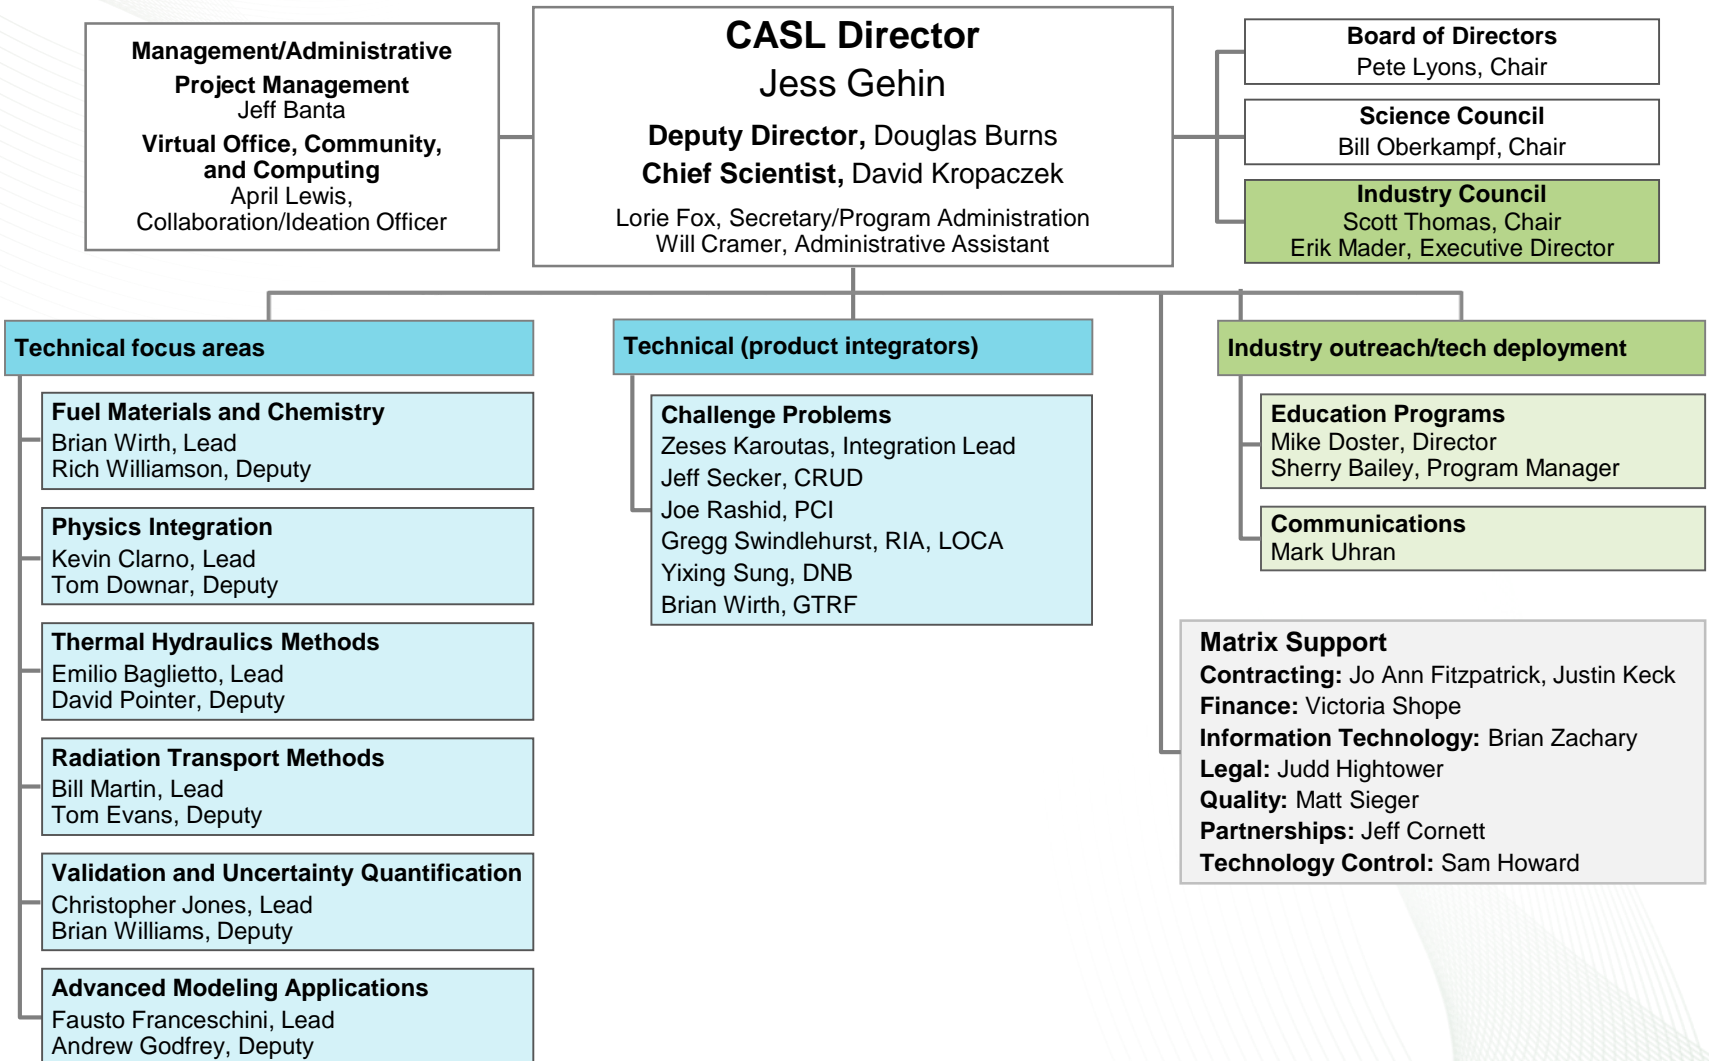 Management/Administrative
Project Management
Jeff Banta
Virtual Office, Community,
and Computing
April Lewis,
Collaboration/Ideation Officer
CASL Director
Jess Gehin
Deputy Director, Douglas Burns
Chief Scientist, David Kropaczek
Lorie Fox, Secretary/Program Administration
Will Cramer, Administrative Assistant
Board of Directors
Pete Lyons, Chair
Science Council
Bill Oberkampf, Chair
Industry Council
Scott Thomas, Chair
Erik Mader, Executive Director
Technical focus areas
Fuel Materials and Chemistry
Brian Wirth, Lead
Rich Williamson, Deputy
Physics Integration
Kevin Clarno, Lead
Tom Downar, Deputy
Thermal Hydraulics Methods
Emilio Baglietto, Lead
David Pointer, Deputy
Radiation Transport Methods
Bill Martin, Lead
Tom Evans, Deputy
Validation and Uncertainty Quantification
Christopher Jones, Lead
Brian Williams, Deputy
Advanced Modeling Applications
Fausto Franceschini, Lead
Andrew Godfrey, Deputy
Technical (product integrators)
Challenge Problems
Zeses Karoutas, Integration Lead
Jeff Secker, CRUD
Joe Rashid, PCI
Gregg Swindlehurst, RIA, LOCA
Yixing Sung, DNB
Brian Wirth, GTRF
Industry outreach/tech deployment
Education Programs
Mike Doster, Director
Sherry Bailey, Program Manager
Communications
Mark Uhran
Matrix Support
Contracting: Jo Ann Fitzpatrick, Justin Keck
Finance: Victoria Shope
Information Technology: Brian Zachary
Legal: Judd Hightower
Quality: Matt Sieger
Partnerships: Jeff Cornett
Technology Control: Sam Howard